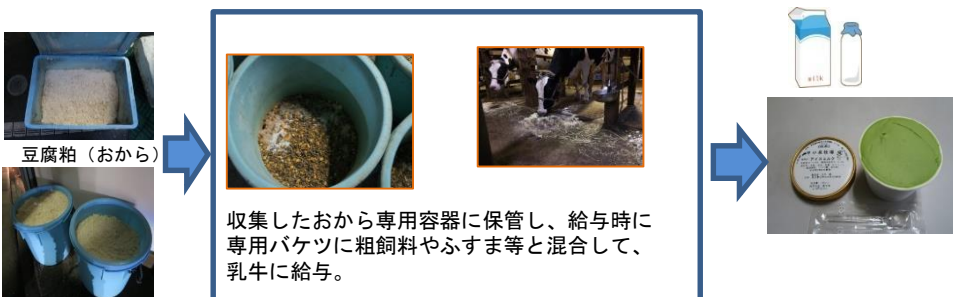 豆腐粕（おから）
収集したおから専用容器に保管し、給与時に
専用バケツに粗飼料やふすま等と混合して、
乳牛に給与。
milk